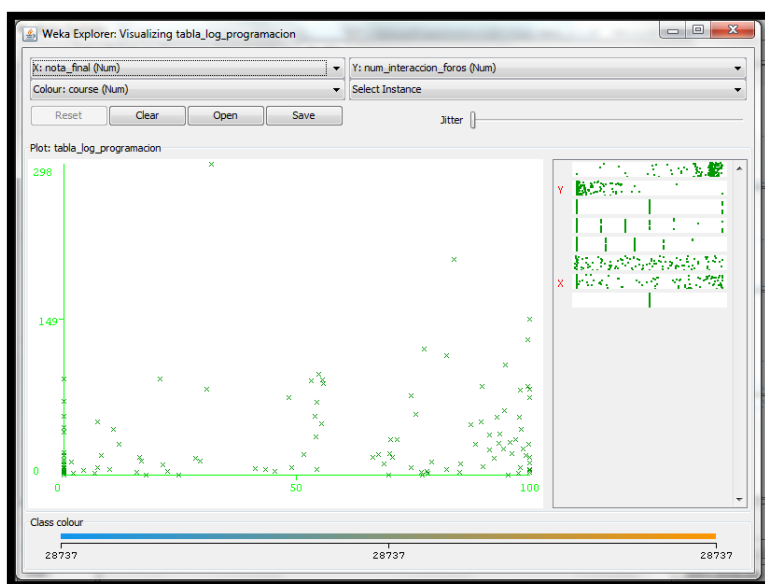 Weka Explorer: Visualizing tabla_log_programacion
X: nota_final (Num) Y: num_interaccion_foros (Num)
Colour: course (Num) Select Instance
Reset Clear Open Save Jitter
Plot: tabla_log_programacion
298
149
0
0 50 100
Y
X
Class colour
28737 28737 28737